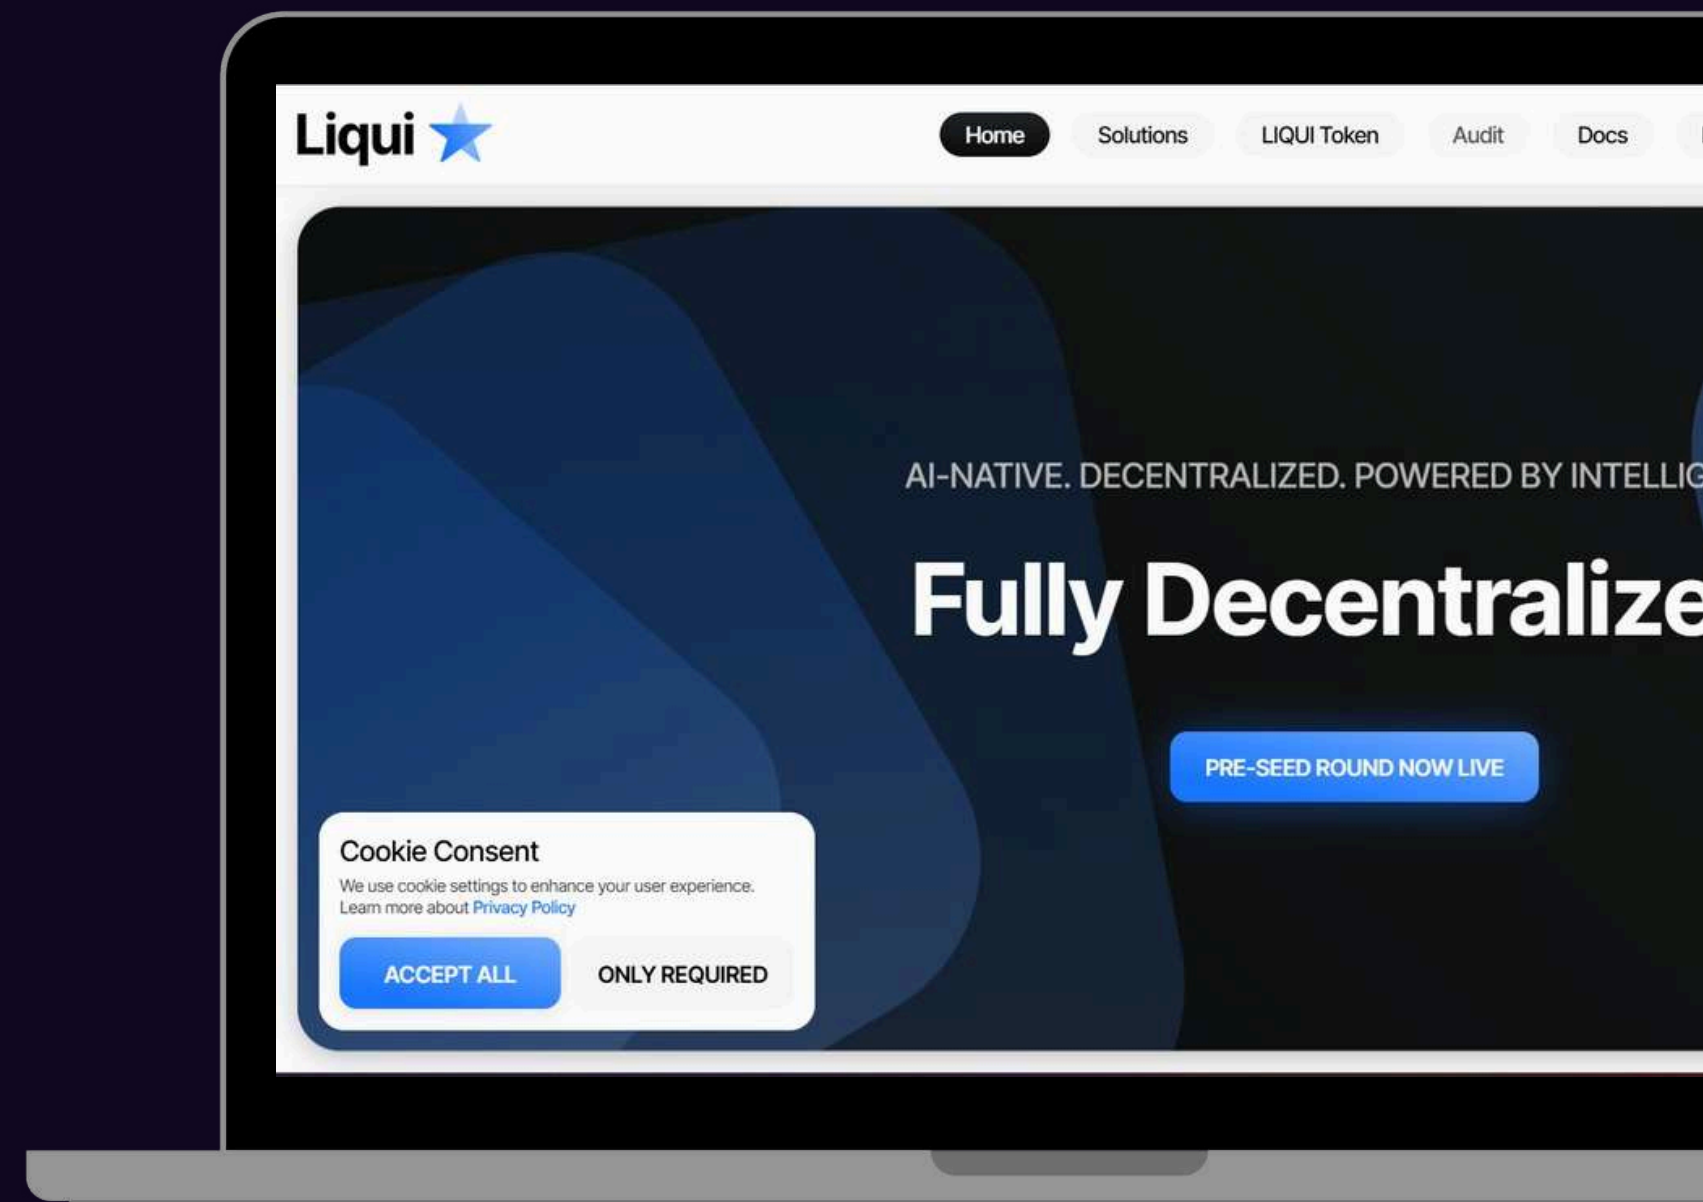 Liqui
Home Solutions LIQUI Token Audit Docs
AI-NATIVE. DECENTRALIZED. POWERED BY INTELLIG
Fully Decentralize
PRE-SEED ROUND NOW LIVE
Cookie Consent
We use cookie settings to enhance your user experience.
Learn more about Privacy Policy
ACCEPT ALL ONLY REQUIRED